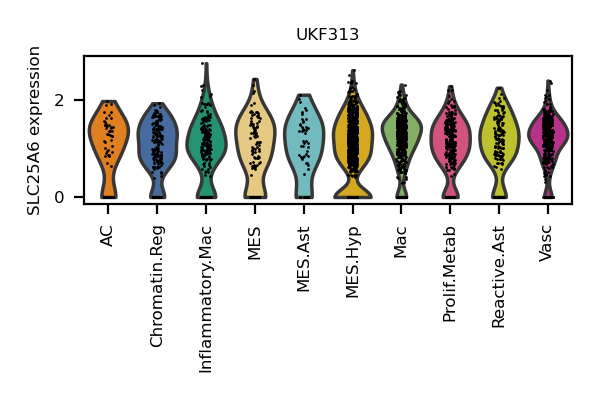 UKF313
SLC25A6 expression
2
0
AC
Chromatin.Reg
Inflammatory.Mac
MES
MES.Ast
MES.Hyp
Mac
Prolif.Metab
Reactive.Ast
Vasc